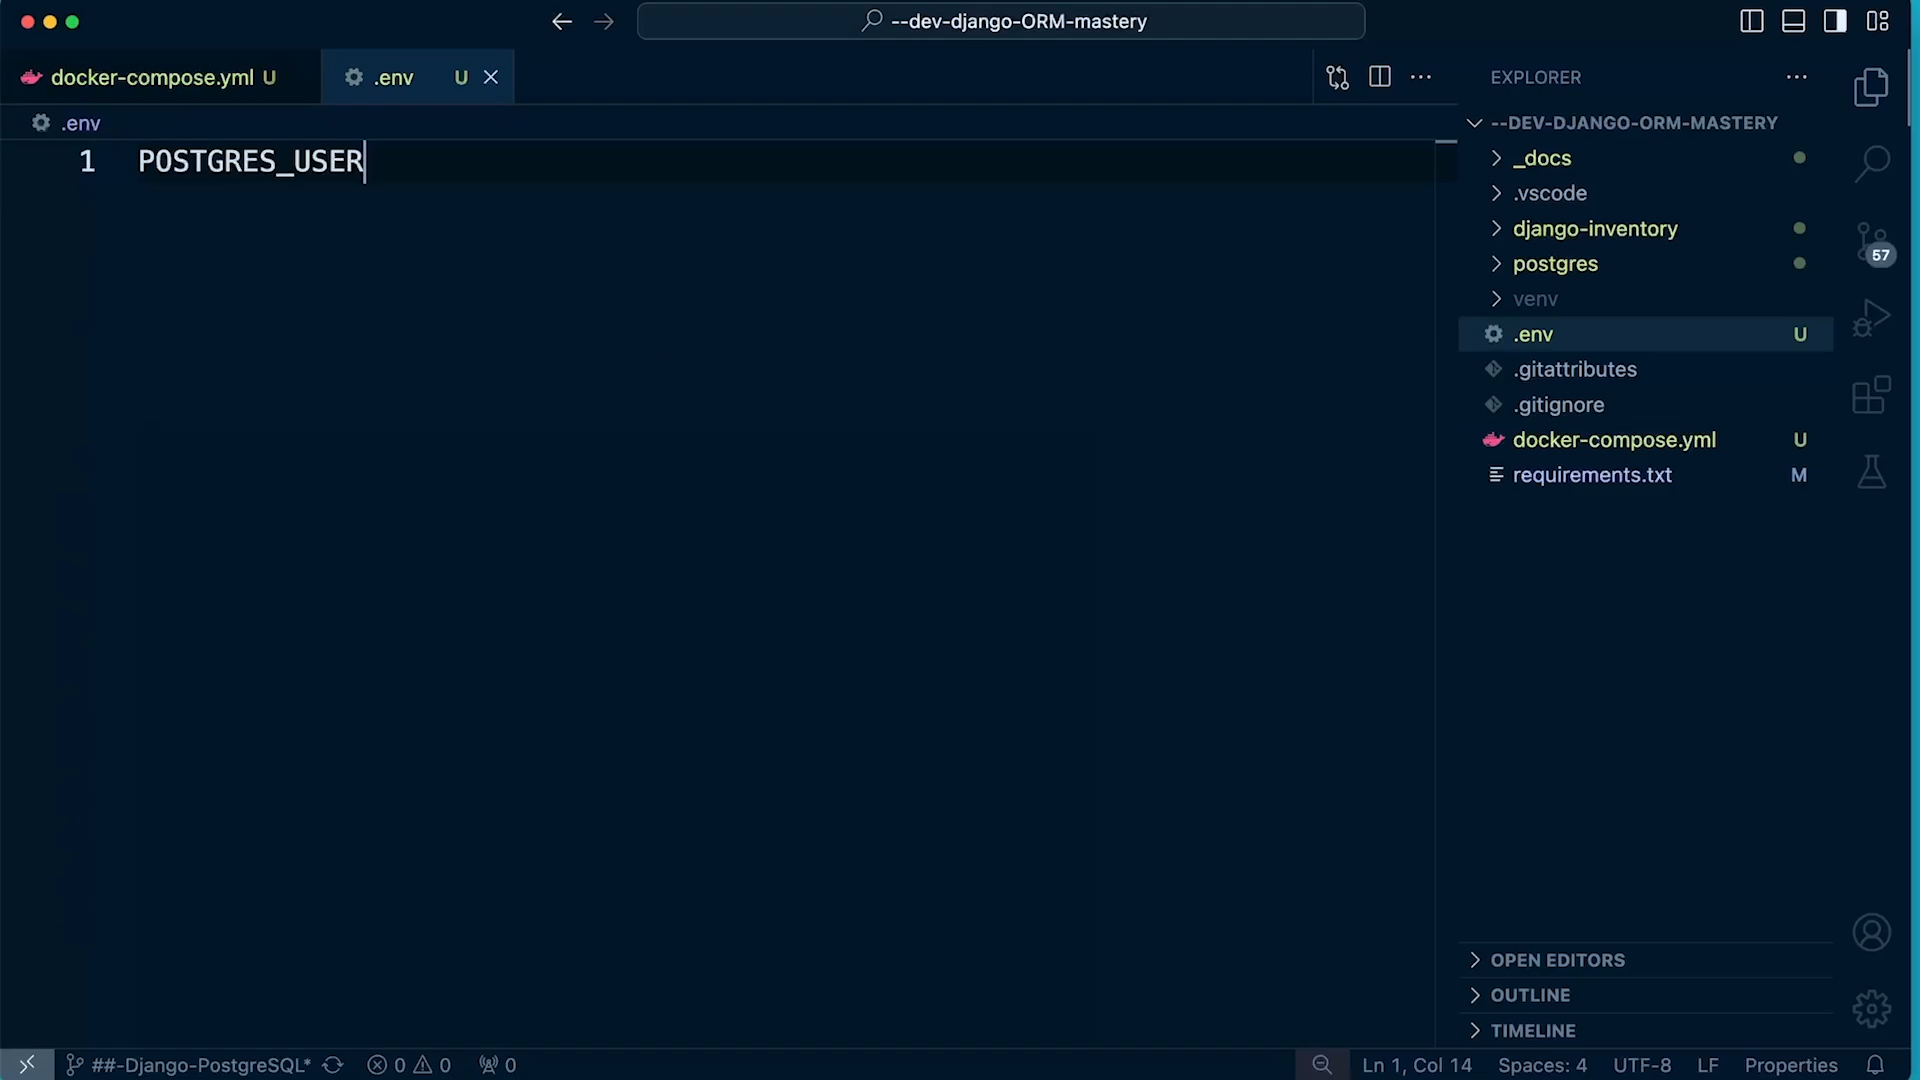 --dev-django-ORM-mastery
docker-compose.yml U
.env U
.env
1 POSTGRES_USER
EXPLORER
--DEV-DJANGO-ORM-MASTERY
_docs
.vscode
django-inventory
postgres
venv
.env U
.gitattributes
.gitignore
docker-compose.yml U
requirements.txt M
57
OPEN EDITORS
OUTLINE
TIMELINE
##-Django-PostgreSQL* 0 0 0 Ln 1, Col 14 Spaces: 4 UTF-8 LF Properties